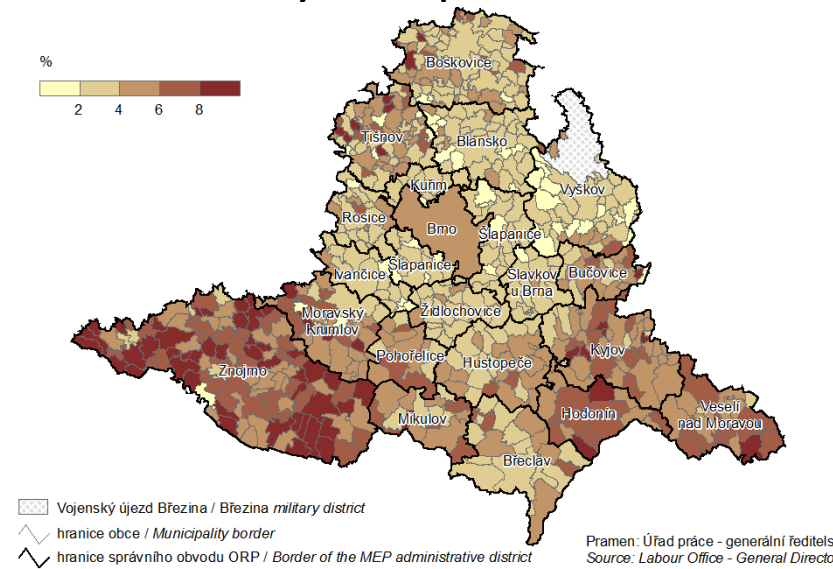 %
2 4 6 8
Boskovice
Tišnov
Blansko
Kuřim
Vyškov
Rosice
Brno
Šlapanice
Ivančice
Šlapanice
Slavkov
u Brna
Bučovice
Moravský
Krumlov
Židlochovice
Znojmo
Pohořelice
Hustopeče
Kyjov
Mikulov
Hodonín
Veselí
nad Moravou
Břeclav
Vojenský újezd Březina / Březina military district
hranice obce / Municipality border
hranice správního obvodu ORP / Border of the MEP administrative district
Pramen: Úřad práce - generální ředitels
Source: Labour Office - General Directo